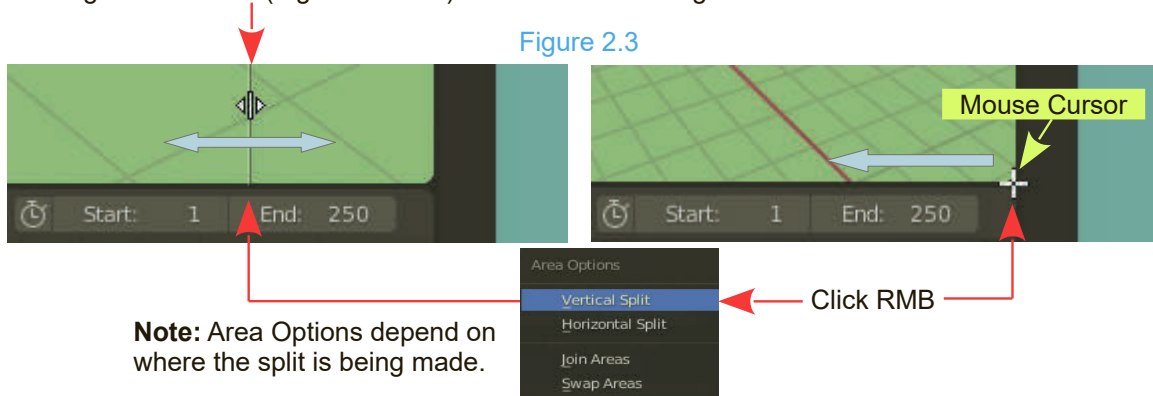 Figure 2.3
Mouse Cursor
Start: 1 End: 250
Start: 1 End: 250
Area Options
Vertical Split
Click RMB
Horizontal Split
Note: Area Options depend on
where the split is being made.
Join Areas
Swap Areas